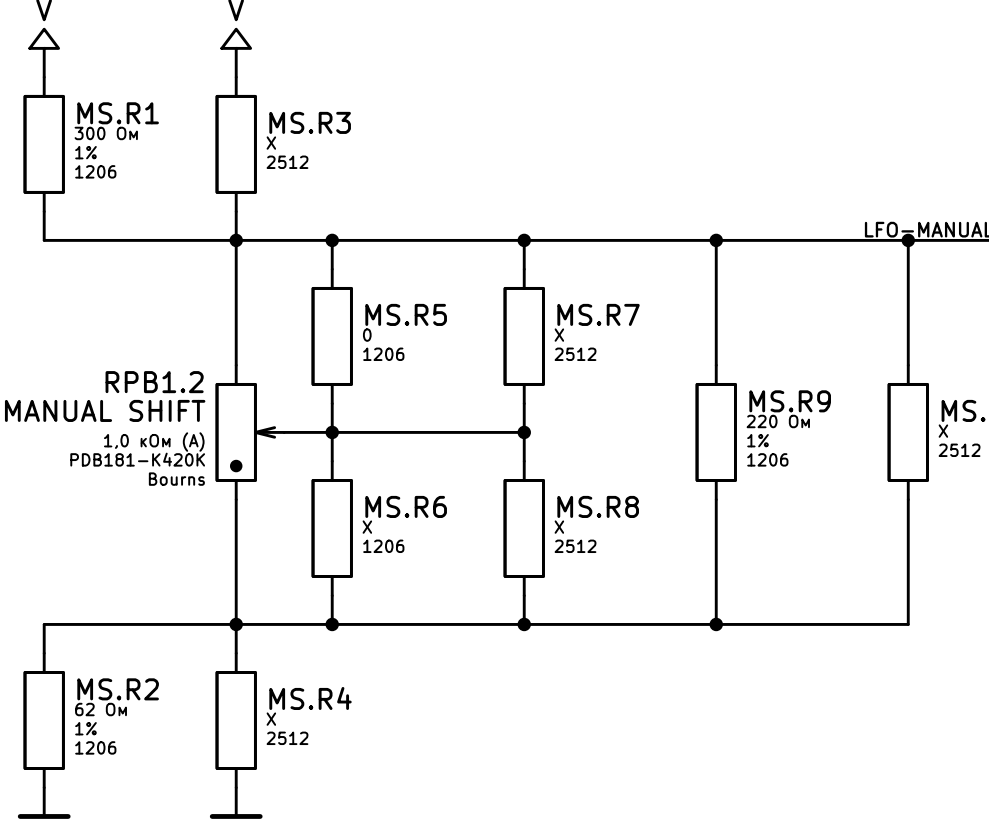 V
V
MS.R1
300 Ом
1%
1206
MS.R3
X
2512
LFO-MANUAL
MS.R5
0
1206
MS.R7
X
2512
RPB1.2
MANUAL SHIFT
1,0 кОм (A)
PDB181-K420K
Bourns
MS.R9
220 Ом
1%
1206
MS.
X
2512
MS.R6
X
1206
MS.R8
X
2512
MS.R2
62 Ом
1%
1206
MS.R4
X
2512